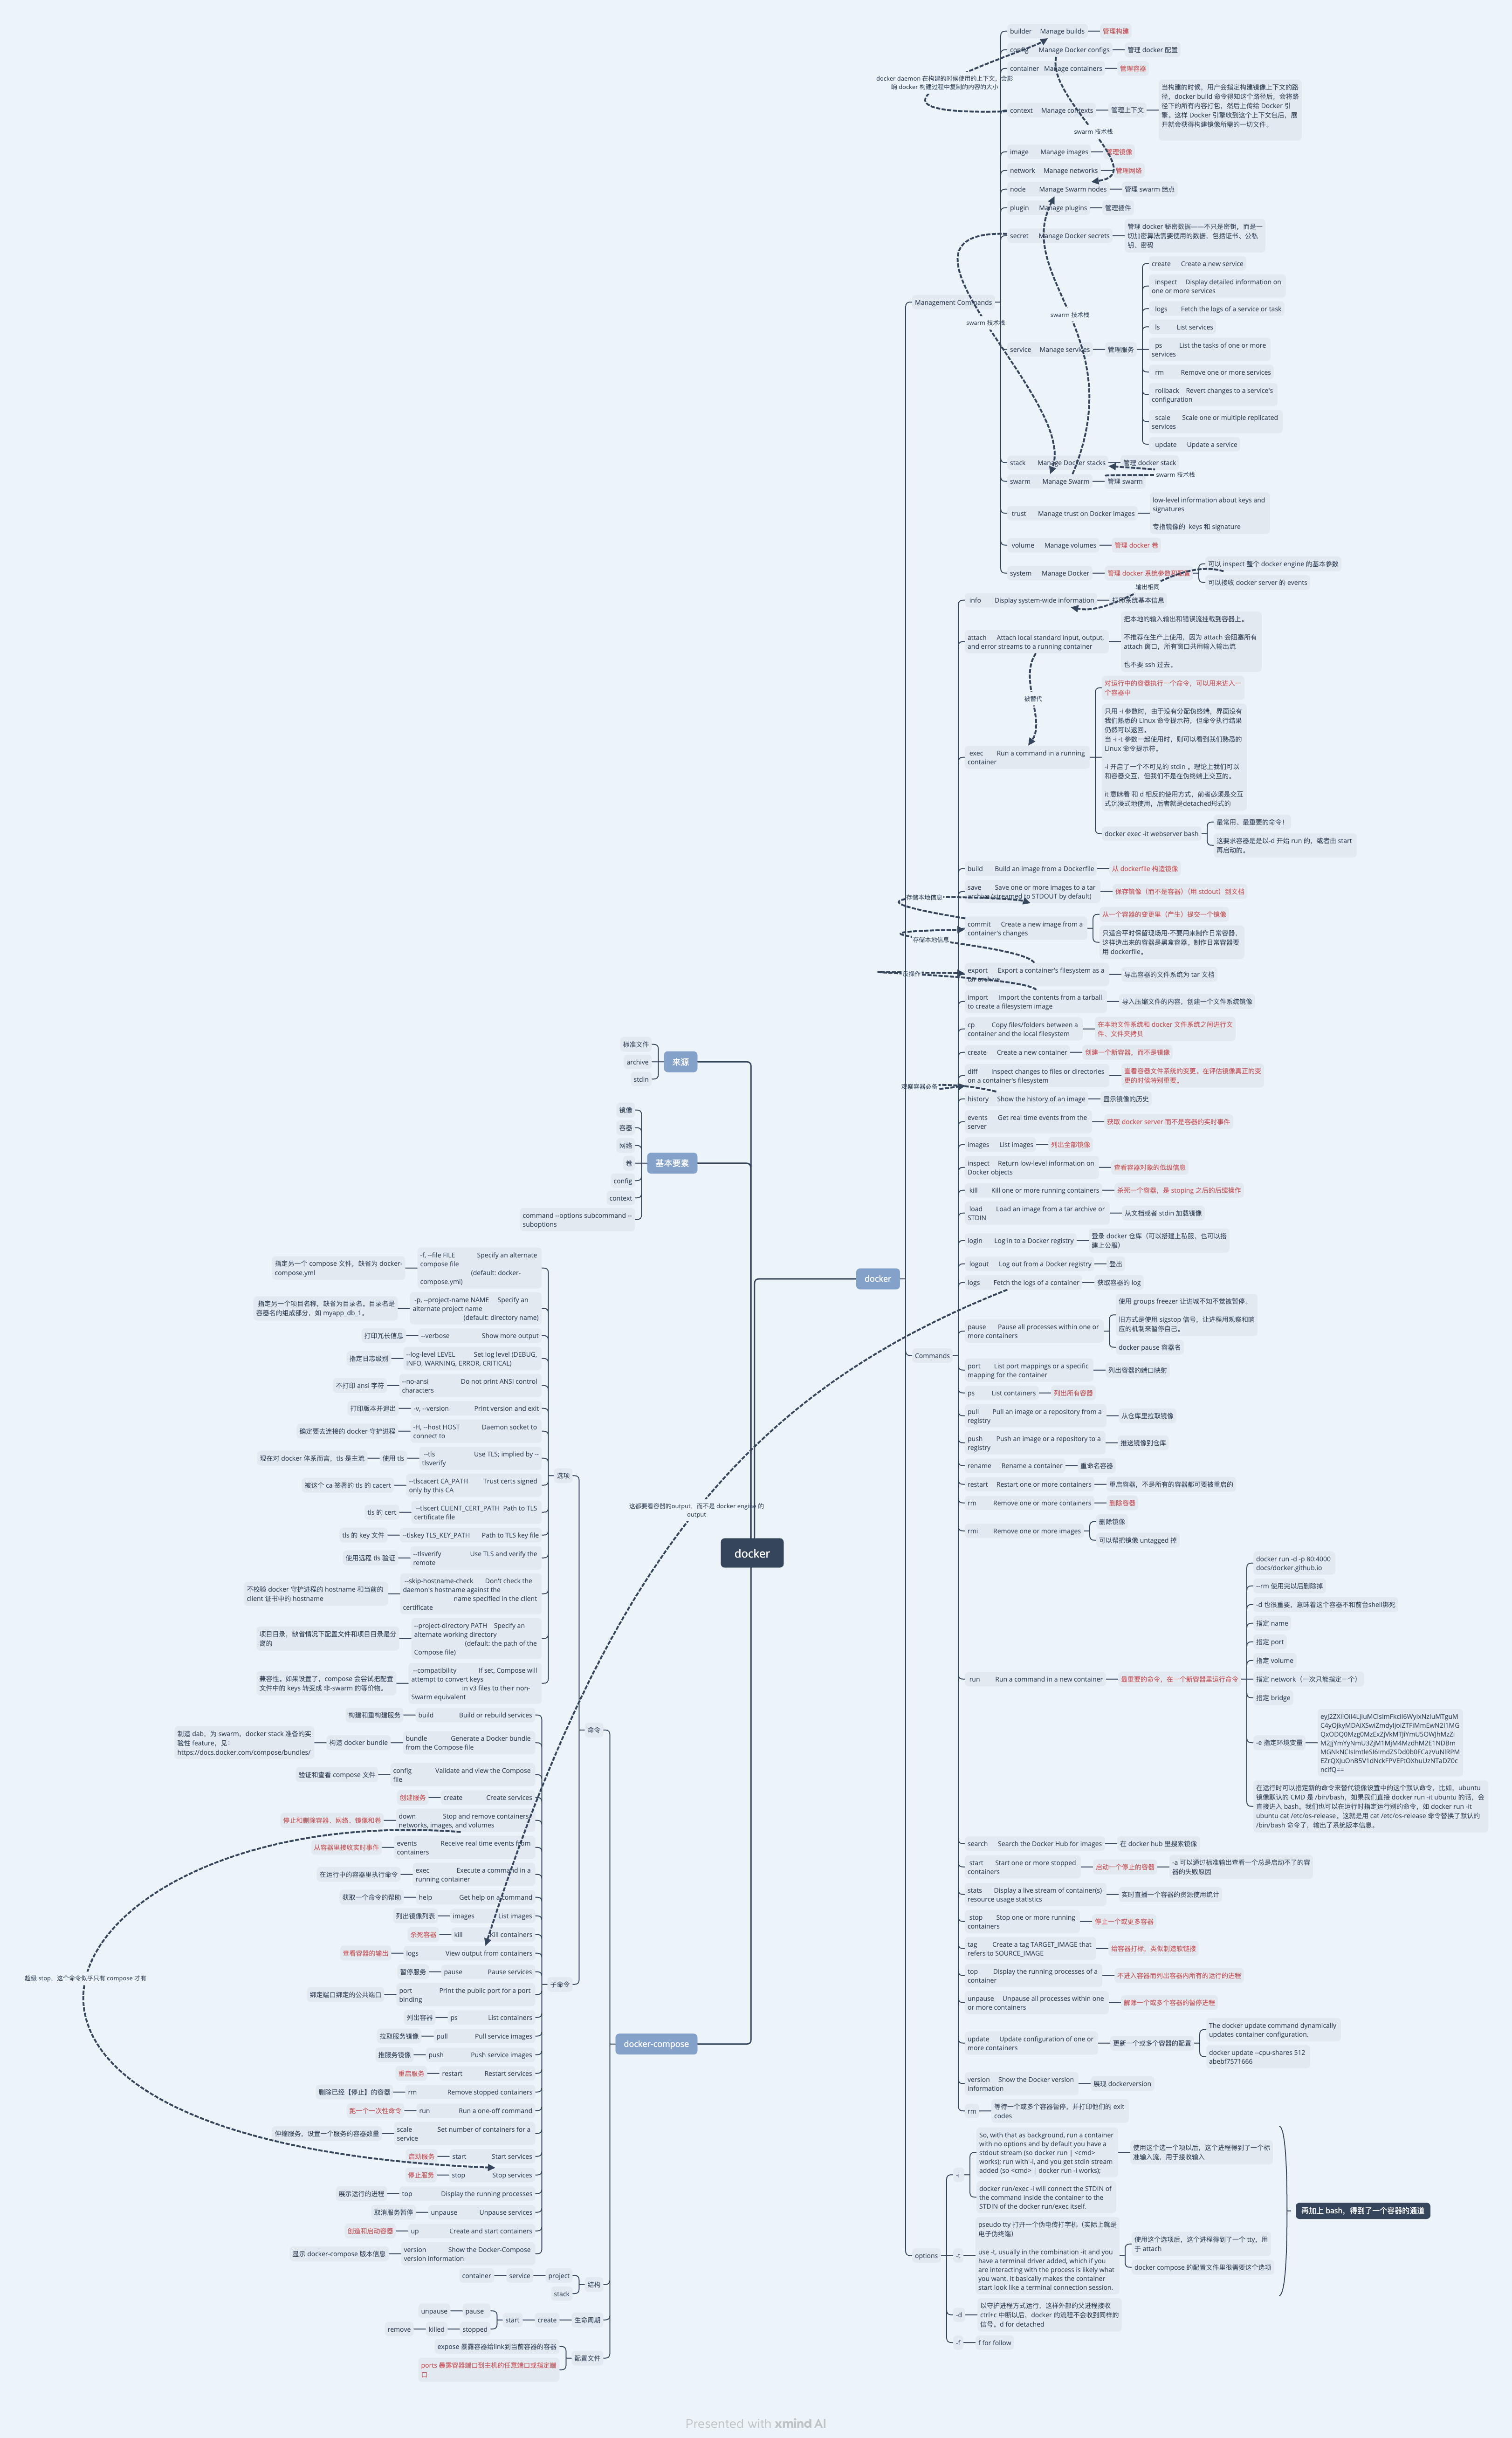 docker
docker
Management Commands
builder Manage builds
管理构建
config Manage Docker configs
管理 docker 配置
container Manage containers
管理容器
docker daemon 在构建的时候使用的上下文，会影
响 docker 构建过程中复制的内容的大小
context Manage contexts
管理上下文
当构建的时候，用户会指定构建镜像上下文的路
径，docker build 命令得知这个路径后，会将路
径下的所有内容打包，然后上传给 Docker 引
擎。这样 Docker 引擎收到这个上下文包后，展
开就会获得构建镜像所需的一切文件。
swarm 技术栈
image Manage images
管理镜像
network Manage networks
管理网络
node Manage Swarm nodes
管理 swarm 结点
plugin Manage plugins
管理插件
secret Manage Docker secrets
管理 docker 秘密数据——不只是密钥，而是一
切加密算法需要使用的数据，包括证书、公私
钥、密码
swarm 技术栈
swarm 技术栈
service Manage services
管理服务
create Create a new service
inspect Display detailed information on
one or more services
logs Fetch the logs of a service or task
ls List services
ps List the tasks of one or more
services
rm Remove one or more services
rollback Revert changes to a service's
configuration
scale Scale one or multiple replicated
services
update Update a service
stack Manage Docker stacks
管理 docker stack
swarm 技术栈
swarm Manage Swarm
管理 swarm
trust Manage trust on Docker images
low-level information about keys and
signatures
专指镜像的 keys 和 signature
volume Manage volumes
管理 docker 卷
system Manage Docker
管理 docker 系统参数和配置
可以 inspect 整个 docker engine 的基本参数
可以接收 docker server 的 events
输出相同
Commands
info Display system-wide information
打印系统基本信息
attach Attach local standard input, output,
and error streams to a running container
把本地的输入输出和错误流挂载到容器上。
不推荐在生产上使用，因为 attach 会阻塞所有
attach 窗口，所有窗口共用输入输出流
也不要 ssh 过去。
被替代
exec Run a command in a running
container
对运行中的容器执行一个命令，可以用来进入一
个容器中
只用 -i 参数时，由于没有分配伪终端，界面没有
我们熟悉的 Linux 命令提示符，但命令执行结果
仍然可以返回。
当 -i -t 参数一起使用时，则可以看到我们熟悉的
Linux 命令提示符。
-i 开启了一个不可见的 stdin 。理论上我们可以
和容器交互，但我们不是在伪终端上交互的。
it 意味着 和 d 相反的使用方式，前者必须是交互
式沉浸式地使用，后者就是detached形式的
docker exec -it webserver bash
最常用、最重要的命令！
这要求容器是是以-d 开始 run 的，或者由 start
再启动的。
build Build an image from a Dockerfile
从 dockerfile 构造镜像
save Save one or more images to a tar
archive (streamed to STDOUT by default)
保存镜像（而不是容器）（用 stdout）到文档
存储本地信息
commit Create a new image from a
container's changes
从一个容器的变更里（产生）提交一个镜像
只适合平时保留现场用-不要用来制作日常容器，
这样造出来的容器是黑盒容器。制作日常容器要
用 dockerfile。
存储本地信息
export Export a container's filesystem as a
tar archive
导出容器的文件系统为 tar 文档
反操作
import Import the contents from a tarball
to create a filesystem image
导入压缩文件的内容，创建一个文件系统镜像
cp Copy files/folders between a
container and the local filesystem
在本地文件系统和 docker 文件系统之间进行文
件、文件夹拷贝
create Create a new container
创建一个新容器，而不是镜像
diff Inspect changes to files or directories
on a container's filesystem
查看容器文件系统的变更。在评估镜像真正的变
更的时候特别重要。
观察容器必备
history Show the history of an image
显示镜像的历史
events Get real time events from the
server
获取 docker server 而不是容器的实时事件
images List images
列出全部镜像
inspect Return low-level information on
Docker objects
查看容器对象的低级信息
kill Kill one or more running containers
杀死一个容器，是 stoping 之后的后续操作
load Load an image from a tar archive or
STDIN
从文档或者 stdin 加载镜像
login Log in to a Docker registry
登录 docker 仓库（可以搭建上私服，也可以搭
建上公服）
logout Log out from a Docker registry
登出
logs Fetch the logs of a container
获取容器的 log
pause Pause all processes within one or
more containers
使用 groups freezer 让进城不知不觉被暂停。
旧方式是使用 sigstop 信号，让进程用观察和响
应的机制来暂停自己。
docker pause 容器名
port List port mappings or a specific
mapping for the container
列出容器的端口映射
ps List containers
列出所有容器
pull Pull an image or a repository from a
registry
从仓库里拉取镜像
push Push an image or a repository to a
registry
推送镜像到仓库
rename Rename a container
重命名容器
restart Restart one or more containers
重启容器，不是所有的容器都可要被重启的
rm Remove one or more containers
删除容器
rmi Remove one or more images
删除镜像
可以帮把镜像 untagged 掉
run Run a command in a new container
最重要的命令，在一个新容器里运行命令
docker run -d -p 80:4000
docs/docker.github.io
--rm 使用完以后删除掉
-d 也很重要，意味着这个容器不和前台shell绑死
指定 name
指定 port
指定 volume
指定 network（一次只能指定一个）
指定 bridge
-e 指定环境变量
在运行时可以指定新的命令来替代镜像设置中的这个默认命令，比如，ubuntu
镜像默认的 CMD 是 /bin/bash，如果我们直接 docker run -it ubuntu 的话，会
直接进入 bash。我们也可以在运行时指定运行别的命令，如 docker run -it
ubuntu cat /etc/os-release。这就是用 cat /etc/os-release 命令替换了默认的
/bin/bash 命令了，输出了系统版本信息。
search Search the Docker Hub for images
在 docker hub 里搜索镜像
start Start one or more stopped
containers
启动一个停止的容器
-a 可以通过标准输出查看一个总是启动不了的容
器的失败原因
stats Display a live stream of container(s)
resource usage statistics
实时直播一个容器的资源使用统计
stop Stop one or more running
containers
停止一个或更多容器
tag Create a tag TARGET_IMAGE that
refers to SOURCE_IMAGE
给容器打标，类似制造软链接
top Display the running processes of a
container
不进入容器而列出容器内所有的运行的进程
unpause Unpause all processes within one
or more containers
解除一个或多个容器的暂停进程
update Update configuration of one or
more containers
更新一个或多个容器的配置
The docker update command dynamically
updates container configuration.
docker update --cpu-shares 512
abebf7571666
version Show the Docker version
information
展现 dockerversion
rm
等待一个或多个容器暂停，并打印他们的 exit
codes
options
-i
So, with that as background, run a container
with no options and by default you have a
stdout stream (so docker run | <cmd>
works); run with -i, and you get stdin stream
added (so <cmd> | docker run -i works);
docker run/exec -i will connect the STDIN of
the command inside the container to the
STDIN of the docker run/exec itself.
使用这个选一个项以后，这个进程得到了一个标
准输入流，用于接收输入
-t
pseudo tty 打开一个伪电传打字机（实际上就是
电子伪终端）
use -t, usually in the combination -it and you
have a terminal driver added, which if you
are interacting with the process is likely what
you want. It basically makes the container
start look like a terminal connection session.
使用这个选项后，这个进程得到了一个 tty，用
于 attach
docker compose 的配置文件里很需要这个选项
再加上 bash，得到了一个容器的通道
-d
以守护进程方式运行，这样外部的父进程接收
ctrl+c 中断以后，docker 的流程不会收到同样的
信号。d for detached
-f
f for follow
来源
标准文件
archive
stdin
基本要素
镜像
容器
网络
卷
config
context
command --options subcommand --
suboptions
docker-compose
命令
选项
-f, --file FILE Specify an alternate
compose file
(default: docker-
compose.yml)
指定另一个 compose 文件，缺省为 docker-
compose.yml
-p, --project-name NAME Specify an
alternate project name
(default: directory name)
指定另一个项目名称，缺省为目录名。目录名是
容器名的组成部分，如 myapp_db_1。
--verbose Show more output
打印冗长信息
--log-level LEVEL Set log level (DEBUG,
INFO, WARNING, ERROR, CRITICAL)
指定日志级别
--no-ansi Do not print ANSI control
characters
不打印 ansi 字符
-v, --version Print version and exit
打印版本并退出
-H, --host HOST Daemon socket to
connect to
确定要去连接的 docker 守护进程
--tls Use TLS; implied by --
tlsverify
使用 tls
现在对 docker 体系而言，tls 是主流
--tlscacert CA_PATH Trust certs signed
only by this CA
被这个 ca 签署的 tls 的 cacert
--tlscert CLIENT_CERT_PATH Path to TLS
certificate file
tls 的 cert
--tlskey TLS_KEY_PATH Path to TLS key file
tls 的 key 文件
--tlsverify Use TLS and verify the
remote
使用远程 tls 验证
--skip-hostname-check Don't check the
daemon's hostname against the
name specified in the client
certificate
不校验 docker 守护进程的 hostname 和当前的
client 证书中的 hostname
--project-directory PATH Specify an
alternate working directory
(default: the path of the
Compose file)
项目目录，缺省情况下配置文件和项目目录是分
离的
--compatibility If set, Compose will
attempt to convert keys
in v3 files to their non-
Swarm equivalent
兼容性。如果设置了，compose 会尝试把配置
文件中的 keys 转变成 非-swarm 的等价物。
这都要看容器的output，而不是 docker engine 的
output
子命令
build Build or rebuild services
构建和重构建服务
bundle Generate a Docker bundle
from the Compose file
构造 docker bundle
制造 dab，为 swarm，docker stack 准备的实
验性 feature，见：
https://docs.docker.com/compose/bundles/
config Validate and view the Compose
file
验证和查看 compose 文件
create Create services
创建服务
down Stop and remove containers,
networks, images, and volumes
停止和删除容器、网络、镜像和卷
events Receive real time events from
containers
从容器里接收实时事件
exec Execute a command in a
running container
在运行中的容器里执行命令
help Get help on a command
获取一个命令的帮助
images List images
列出镜像列表
kill Kill containers
杀死容器
logs View output from containers
查看容器的输出
pause Pause services
暂停服务
超级 stop，这个命令似乎只有 compose 才有
port Print the public port for a port
binding
绑定端口绑定的公共端口
ps List containers
列出容器
pull Pull service images
拉取服务镜像
push Push service images
推服务镜像
restart Restart services
重启服务
rm Remove stopped containers
删除已经【停止】的容器
run Run a one-off command
跑一个一次性命令
scale Set number of containers for a
service
伸缩服务，设置一个服务的容器数量
start Start services
启动服务
stop Stop services
停止服务
top Display the running processes
展示运行的进程
unpause Unpause services
取消服务暂停
up Create and start containers
创造和启动容器
version Show the Docker-Compose
version information
显示 docker-compose 版本信息
结构
project
service
container
stack
生命周期
create
start
pause
unpause
stopped
killed
remove
配置文件
expose 暴露容器给link到当前容器的容器
ports 暴露容器端口到主机的任意端口或指定端
口
Presented with xmind AI